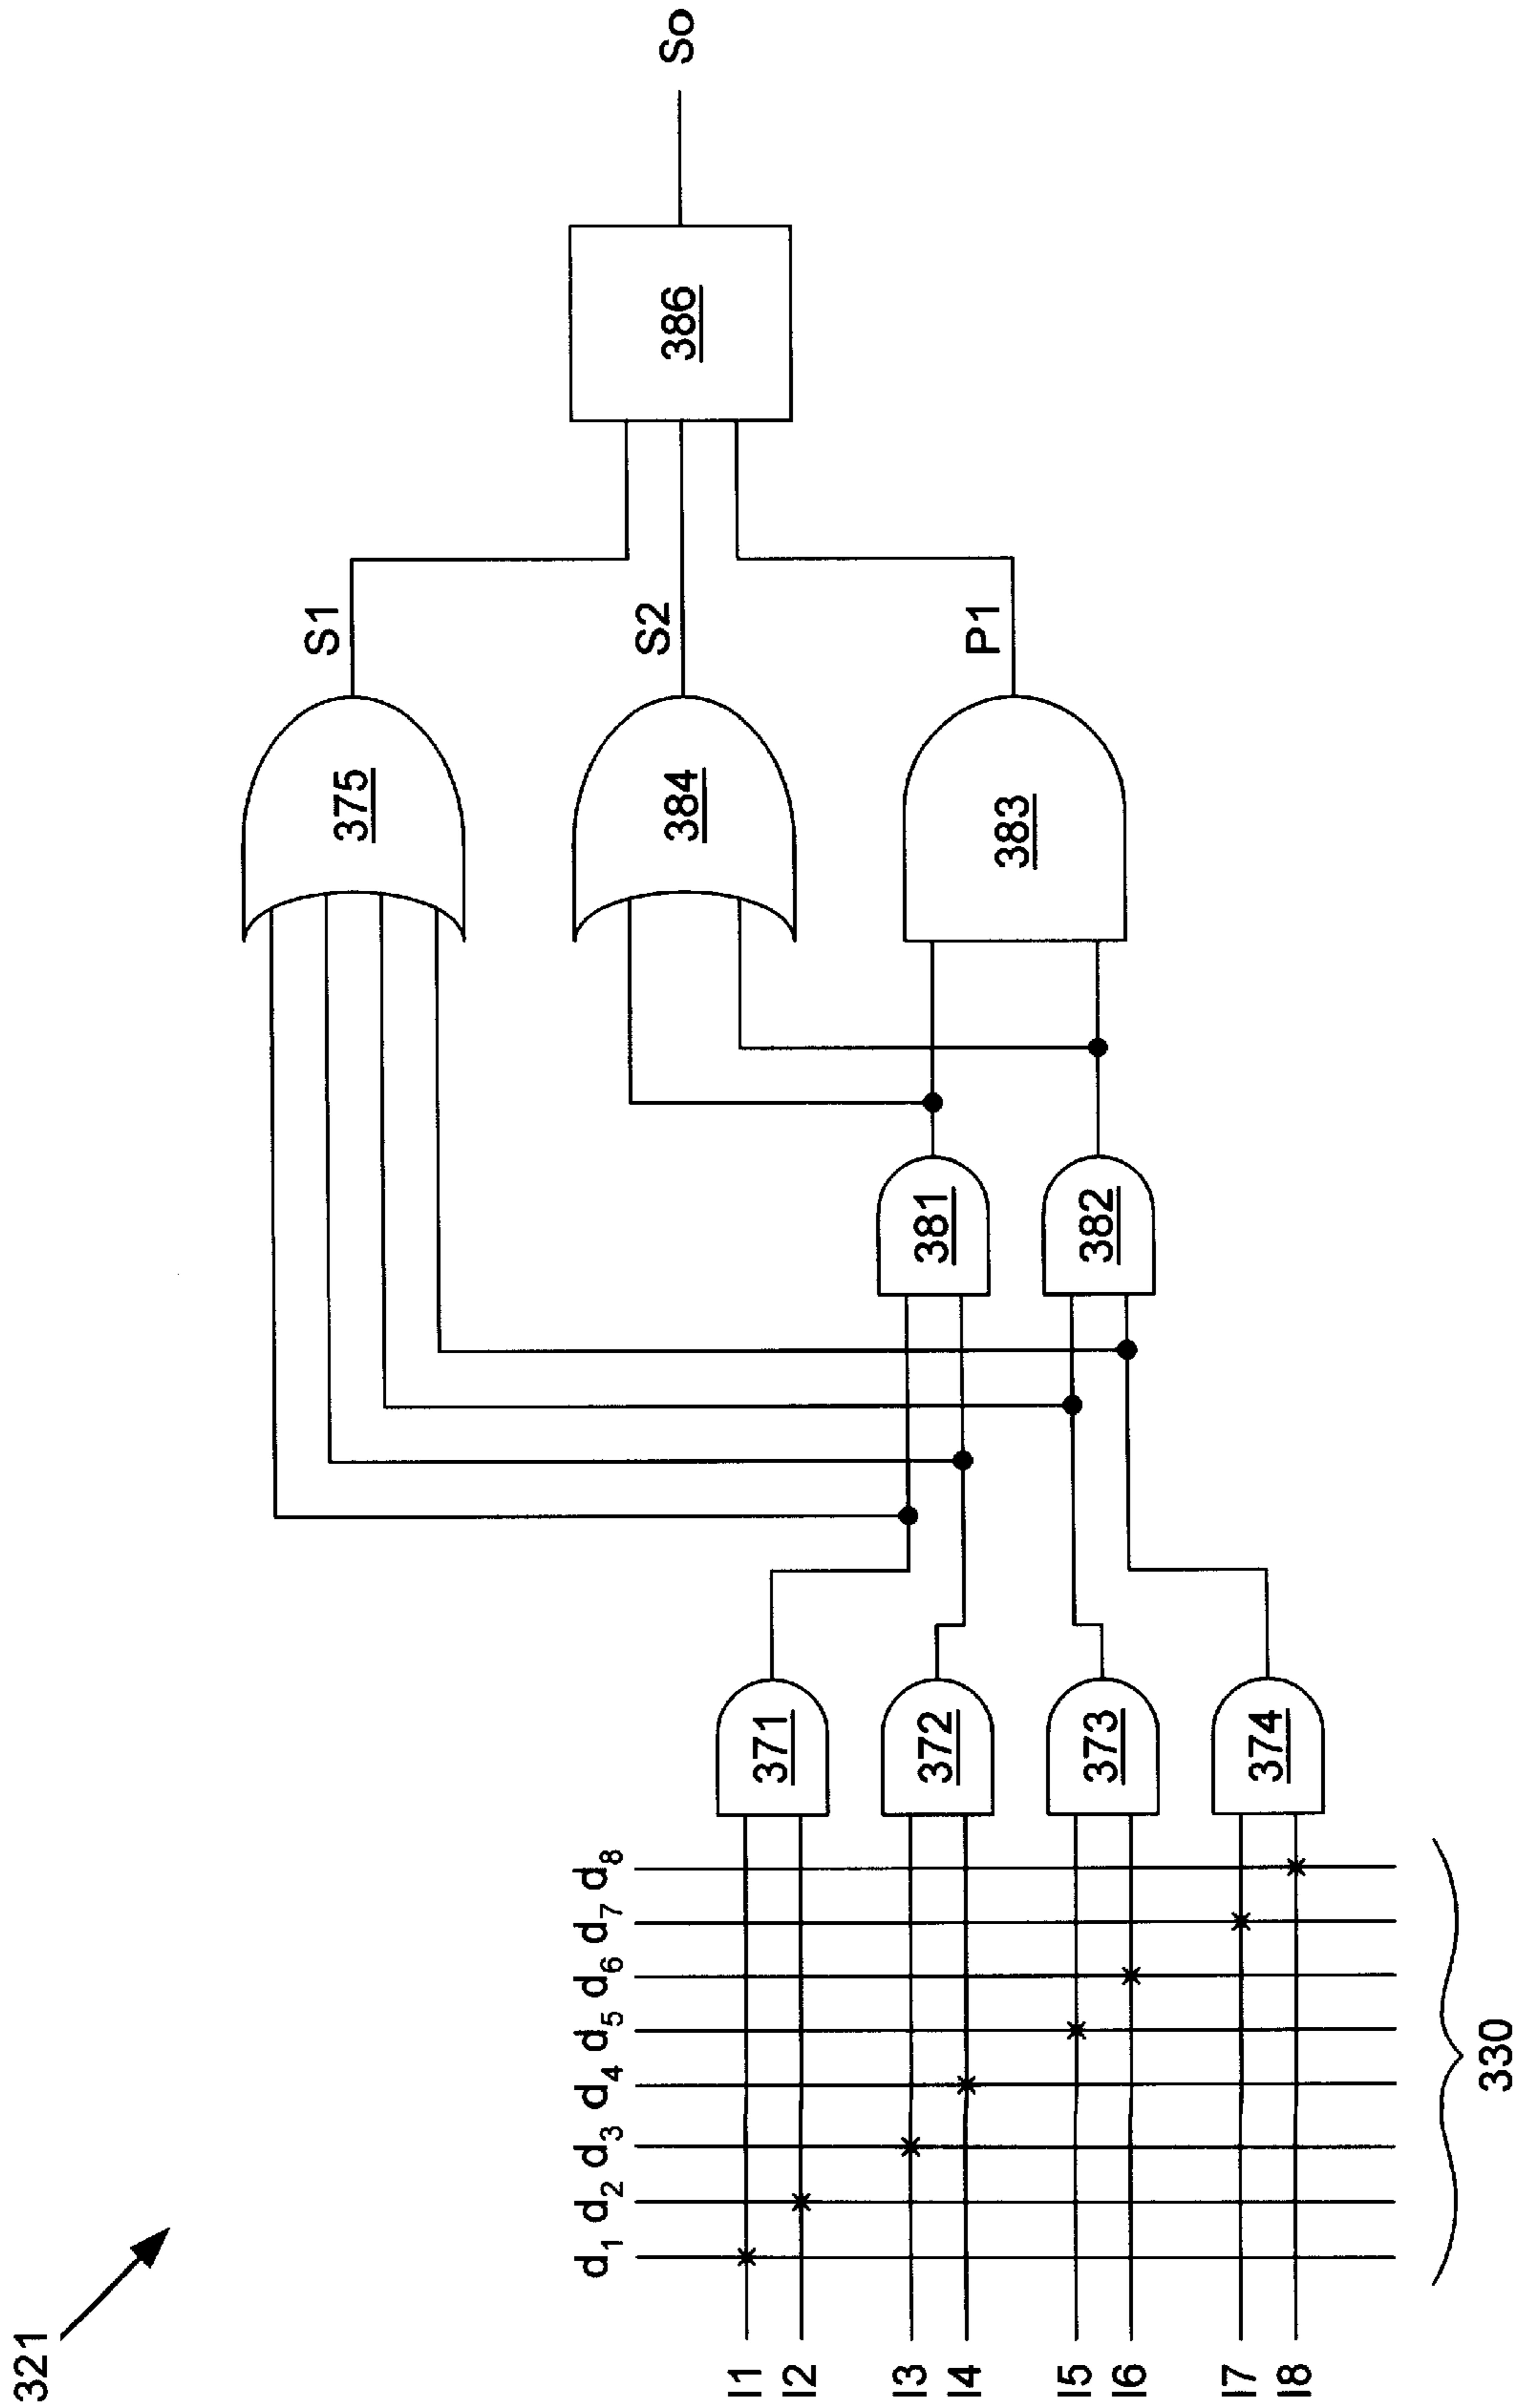 321
d1 d2 d3 d4 d5 d6 d7 d8
I1
I2
I3
I4
I5
I6
I7
I8
330
371
372
373
374
381
382
375
384
383
S1
S2
P1
386
So